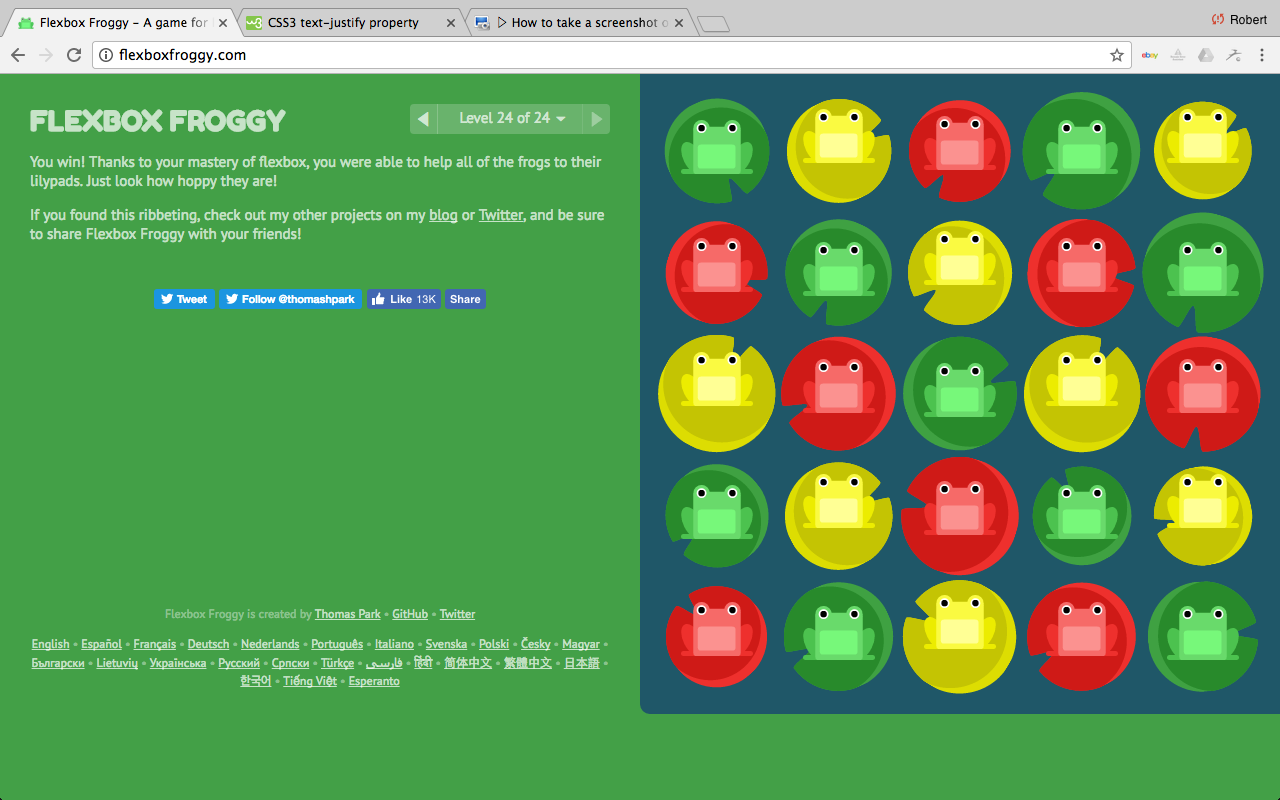 Flexbox Froggy - A game for
CSS3 text-justify property
How to take a screenshot o
Robert
flexboxfroggy.com
ebay
FLEXBOX FROGGY
Level 24 of 24
You win! Thanks to your mastery of flexbox, you were able to help all of the frogs to their
lilypads. Just look how hoppy they are!
If you found this ribbeting, check out my other projects on my blog or Twitter, and be sure
to share Flexbox Froggy with your friends!
Tweet
Follow @thomashpark
Like 13K
Share
Flexbox Froggy is created by Thomas Park • GitHub • Twitter
English • Español • Français • Deutsch • Nederlands • Português • Italiano • Svenska • Polski • Česky • Magyar •
Български • Lietuvių • Українська • Русский • Српски • Türkçe • فارسی • हिंदी • 简体中文 • 繁體中文 • 日本語 •
한국어 • Tiếng Việt • Esperanto